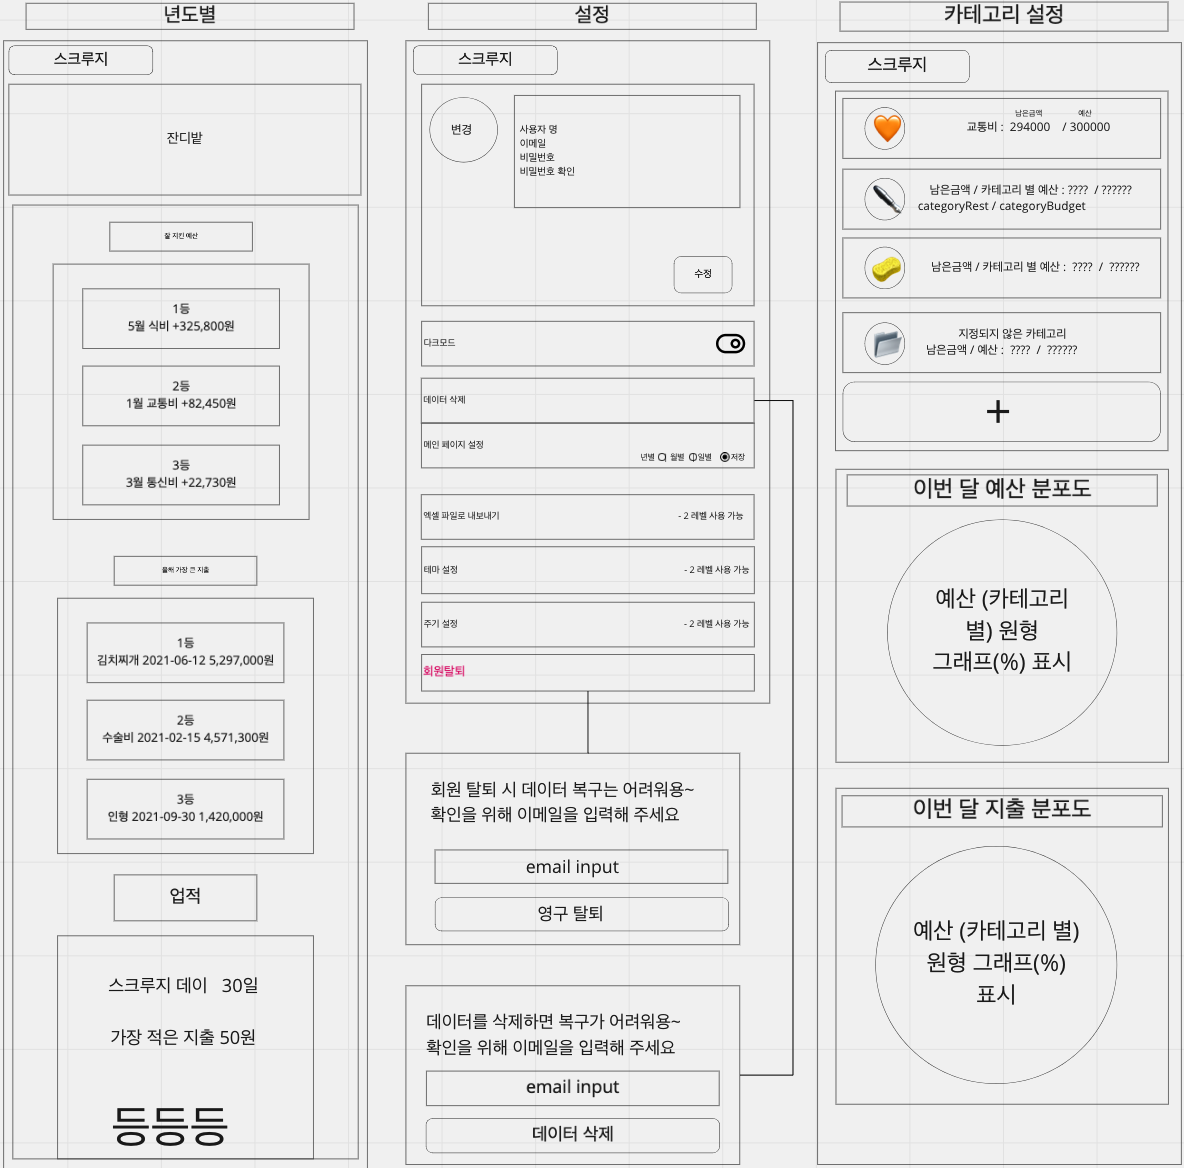 년도별
스크루지
잔디밭
잘 지킨 예산
1등
5월 식비 +325,800원
2등
1월 교통비 +82,450원
3등
3월 통신비 +22,730원
올해 가장 큰 지출
1등
김치찌개 2021-06-12 5,297,000원
2등
수술비 2021-02-15 4,571,300원
3등
인형 2021-09-30 1,420,000원
업적
스크루지 데이 30일
가장 적은 지출 50원
등등등
설정
스크루지
변경
사용자 명
이메일
비밀번호
비밀번호 확인
수정
다크모드
데이터 삭제
메인 페이지 설정
년별 월별 일별 저장
엑셀 파일로 내보내기 - 2 레벨 사용 가능
테마 설정 - 2 레벨 사용 가능
주기 설정 - 2 레벨 사용 가능
회원탈퇴
회원 탈퇴 시 데이터 복구는 어려워용~
확인을 위해 이메일을 입력해 주세요
email input
영구 탈퇴
데이터를 삭제하면 복구가 어려워용~
확인을 위해 이메일을 입력해 주세요
email input
데이터 삭제
카테고리 설정
스크루지
남은금액 예산
교통비 : 294000 / 300000
남은금액 / 카테고리 별 예산 : ???? / ??????
categoryRest / categoryBudget
남은금액 / 카테고리 별 예산 : ???? / ??????
지정되지 않은 카테고리
남은금액 / 예산 : ???? / ??????
+
이번 달 예산 분포도
예산 (카테고리
별) 원형
그래프(%) 표시
이번 달 지출 분포도
예산 (카테고리 별)
원형 그래프(%)
표시